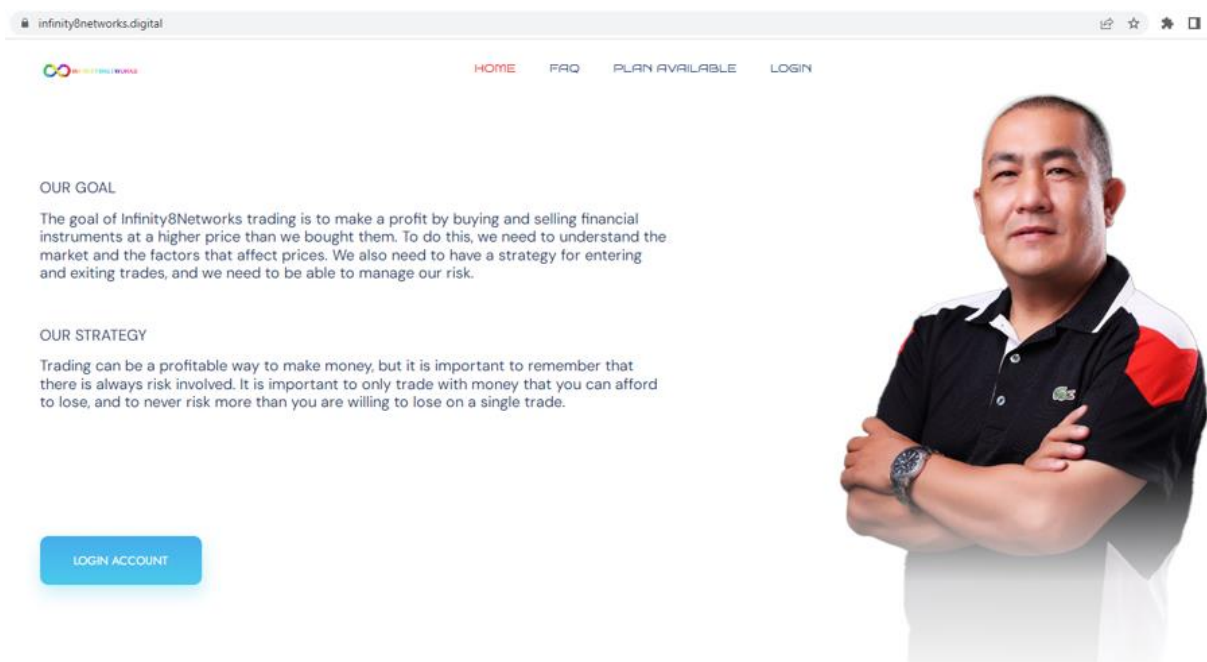 infinity8networks.digital
HOME FAQ PLAN AVAILABLE LOGIN
OUR GOAL
The goal of Infinity8Networks trading is to make a profit by buying and selling financial
instruments at a higher price than we bought them. To do this, we need to understand the
market and the factors that affect prices. We also need to have a strategy for entering
and exiting trades, and we need to be able to manage our risk.
OUR STRATEGY
Trading can be a profitable way to make money, but it is important to remember that
there is always risk involved. It is important to only trade with money that you can afford
to lose, and to never risk more than you are willing to lose on a single trade.
LOGIN ACCOUNT